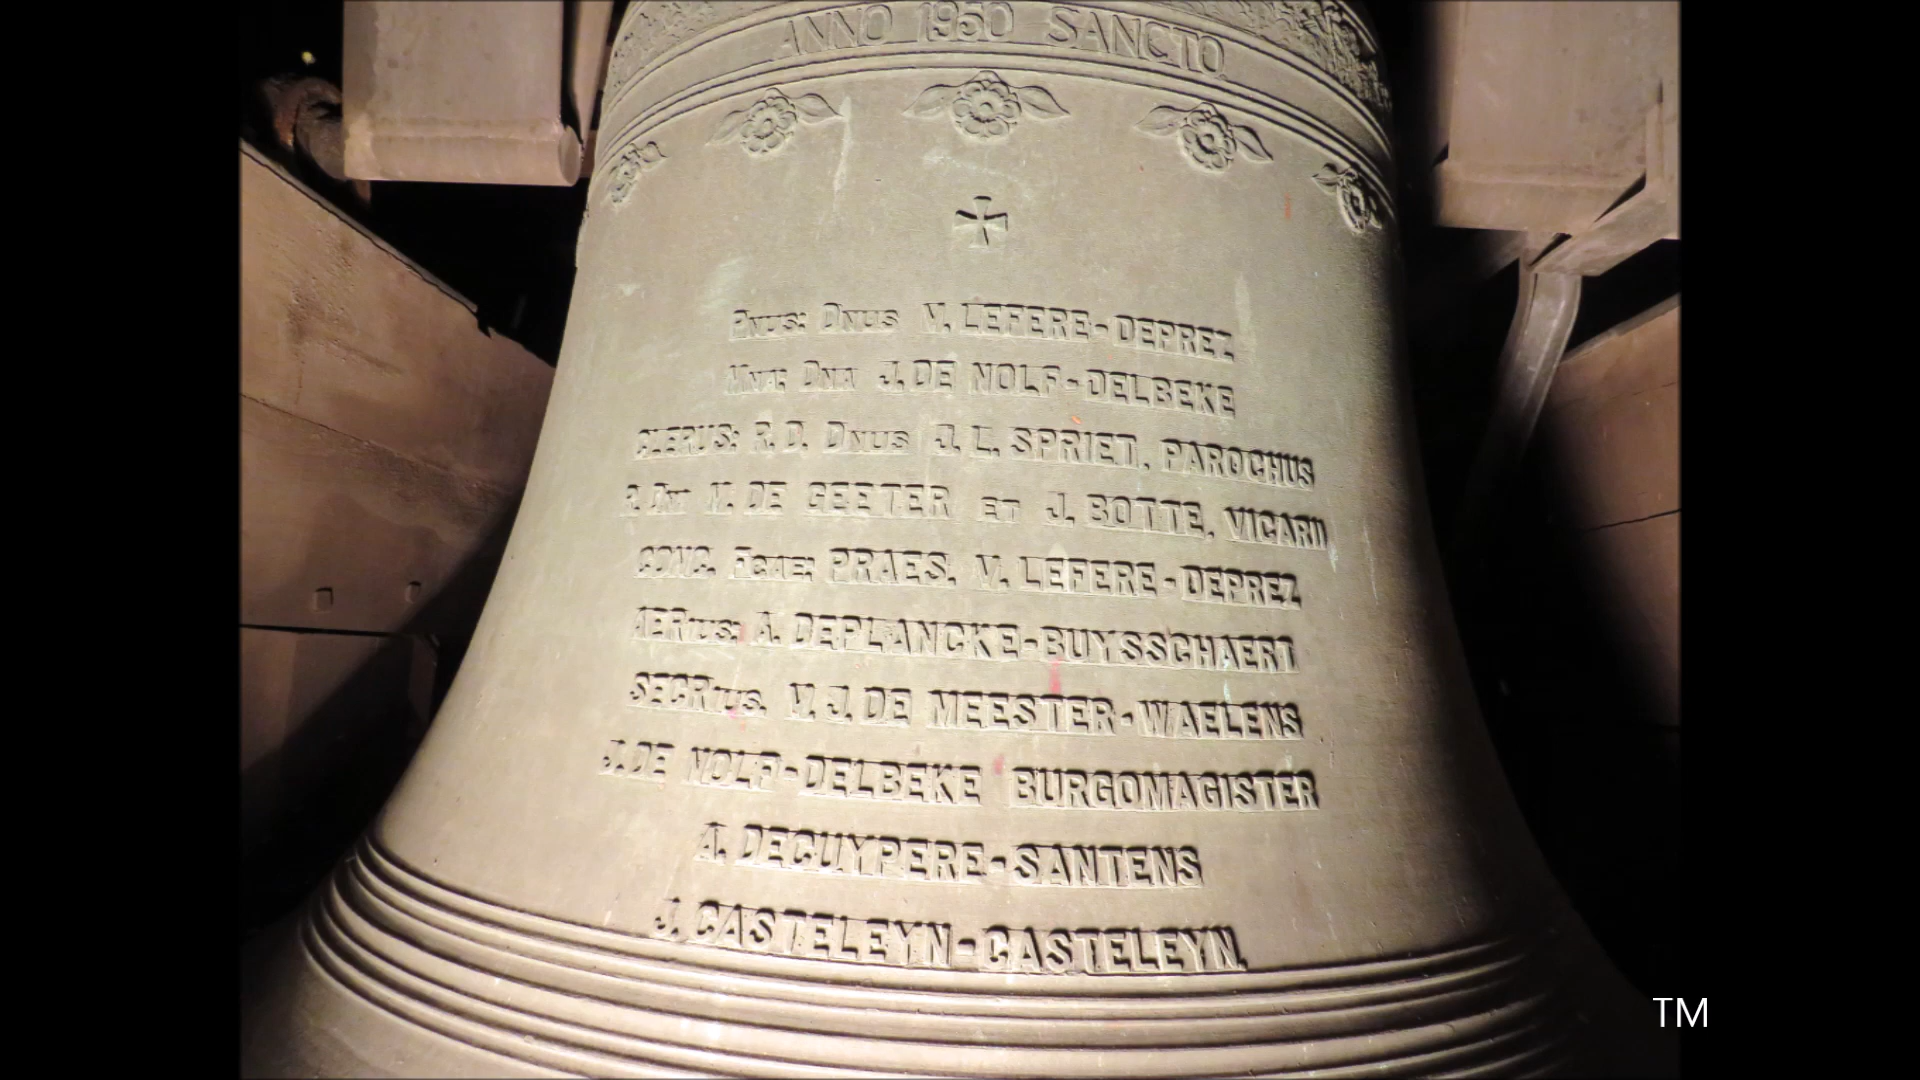 ANNO 1950 SANCTO
Pnus: Dnus V. LEFERE-DEPREZ
Mna: Dna J. DE NOLF-DELBEKE
CLERUS: R. D. Dnus J. L. SPRIET, PAROCHUS
R. Dni M. DE GEETER ET J. BOTTE, VICARII
CONC. Fcae: PRAES. V. LEFERE-DEPREZ
AERius: A. DEPLANCKE-BUYSSCHAERT
SECRius. V. J. DE MEESTER-WAELENS
J. DE NOLF-DELBEKE BURGOMAGISTER
A. DECUYPERE-SANTENS
J. CASTELEYN-CASTELEYN.
TM